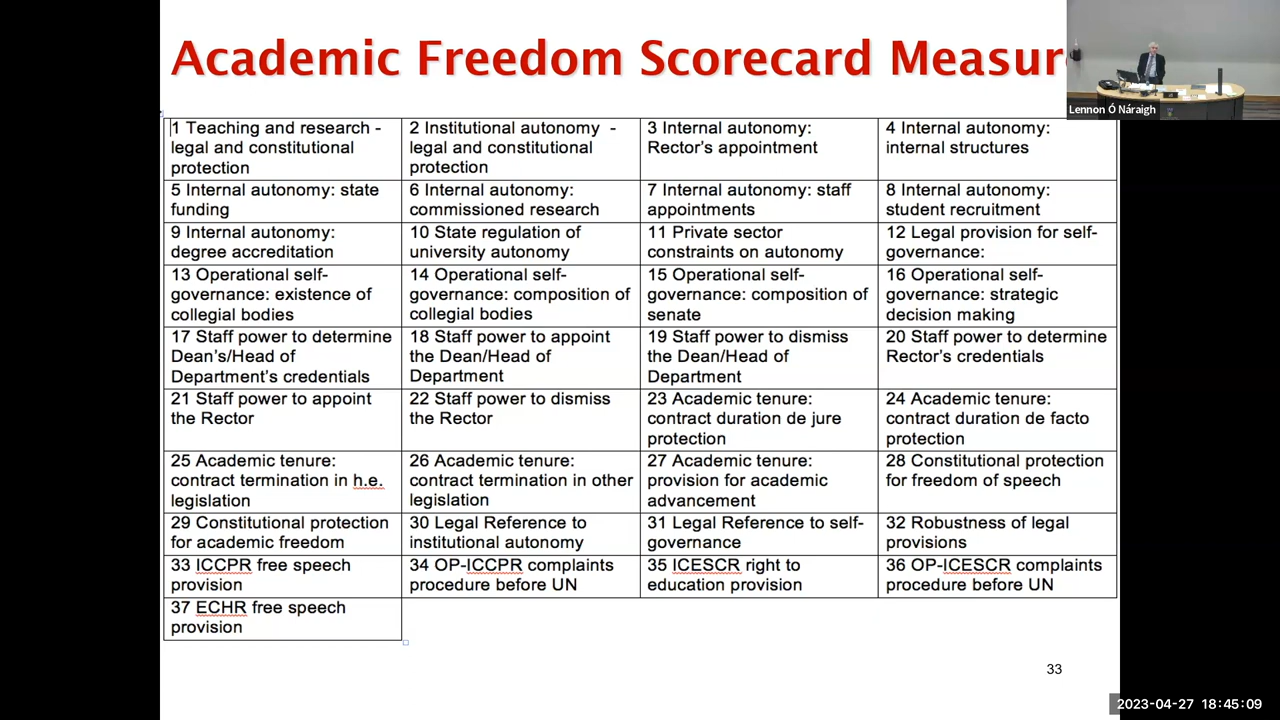 Academic Freedom Scorecard Measur
Lennon Ó Náraigh
1 Teaching and research -
legal and constitutional
protection
2 Institutional autonomy -
legal and constitutional
protection
3 Internal autonomy:
Rector's appointment
4 Internal autonomy:
internal structures
5 Internal autonomy: state
funding
6 Internal autonomy:
commissioned research
7 Internal autonomy: staff
appointments
8 Internal autonomy:
student recruitment
9 Internal autonomy:
degree accreditation
10 State regulation of
university autonomy
11 Private sector
constraints on autonomy
12 Legal provision for self-
governance:
13 Operational self-
governance: existence of
collegial bodies
14 Operational self-
governance: composition of
collegial bodies
15 Operational self-
governance: composition of
senate
16 Operational self-
governance: strategic
decision making
17 Staff power to determine
Dean's/Head of
Department's credentials
18 Staff power to appoint
the Dean/Head of
Department
19 Staff power to dismiss
the Dean/Head of
Department
20 Staff power to determine
Rector's credentials
21 Staff power to appoint
the Rector
22 Staff power to dismiss
the Rector
23 Academic tenure:
contract duration de jure
protection
24 Academic tenure:
contract duration de facto
protection
25 Academic tenure:
contract termination in h.e.
legislation
26 Academic tenure:
contract termination in other
legislation
27 Academic tenure:
provision for academic
advancement
28 Constitutional protection
for freedom of speech
29 Constitutional protection
for academic freedom
30 Legal Reference to
institutional autonomy
31 Legal Reference to self-
governance
32 Robustness of legal
provisions
33 ICCPR free speech
provision
34 OP-ICCPR complaints
procedure before UN
35 ICESCR right to
education provision
36 OP-ICESCR complaints
procedure before UN
37 ECHR free speech
provision
33
2023-04-27 18:45:09